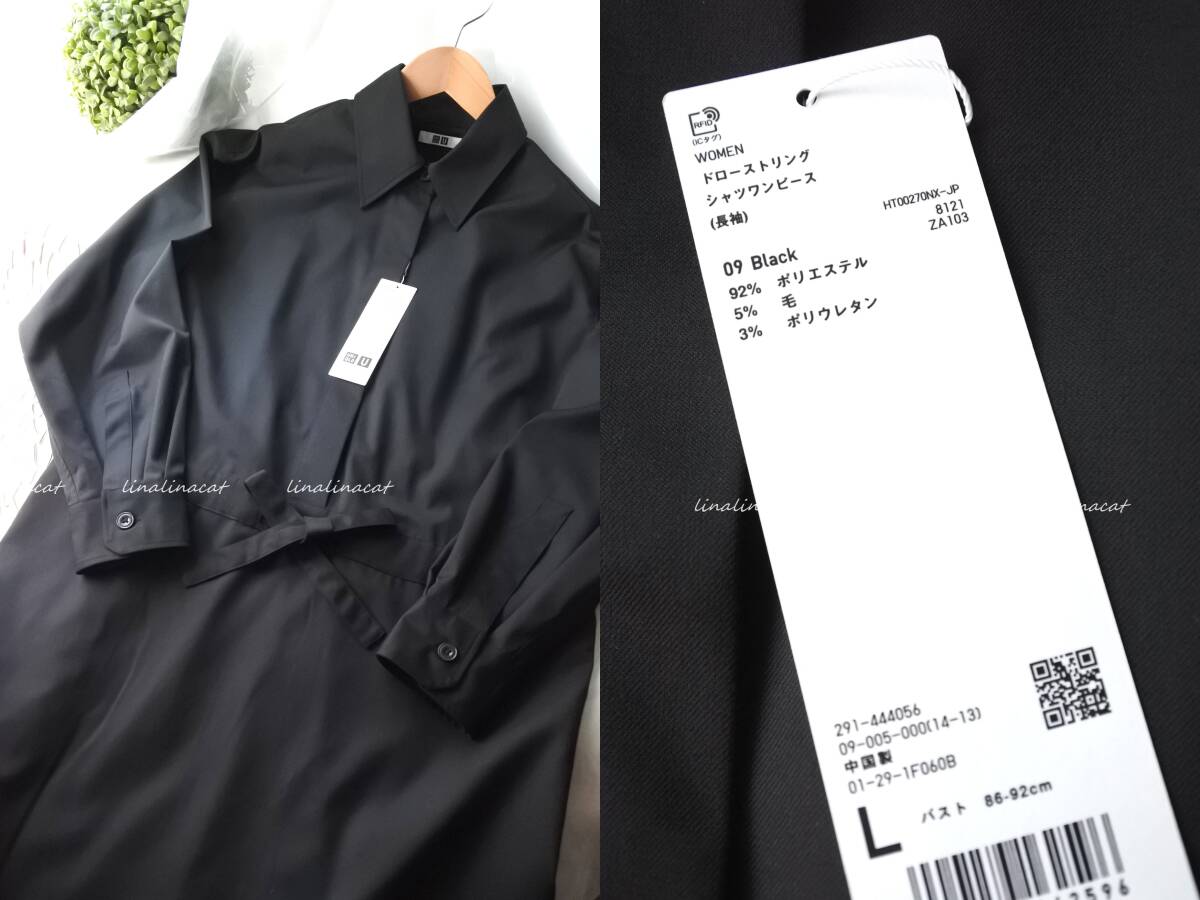 U
U
linalinacat
linalinacat
RFID
(ICタグ)
WOMEN
ドローストリング
シャツワンピース
(長袖)
HT00270NX-JP
8121
ZA103
09 Black
92% ポリエステル
5% 毛
3% ポリウレタン
291-444056
09-005-000(14-13)
中国製
01-29-1F060B
L バスト 86-92cm